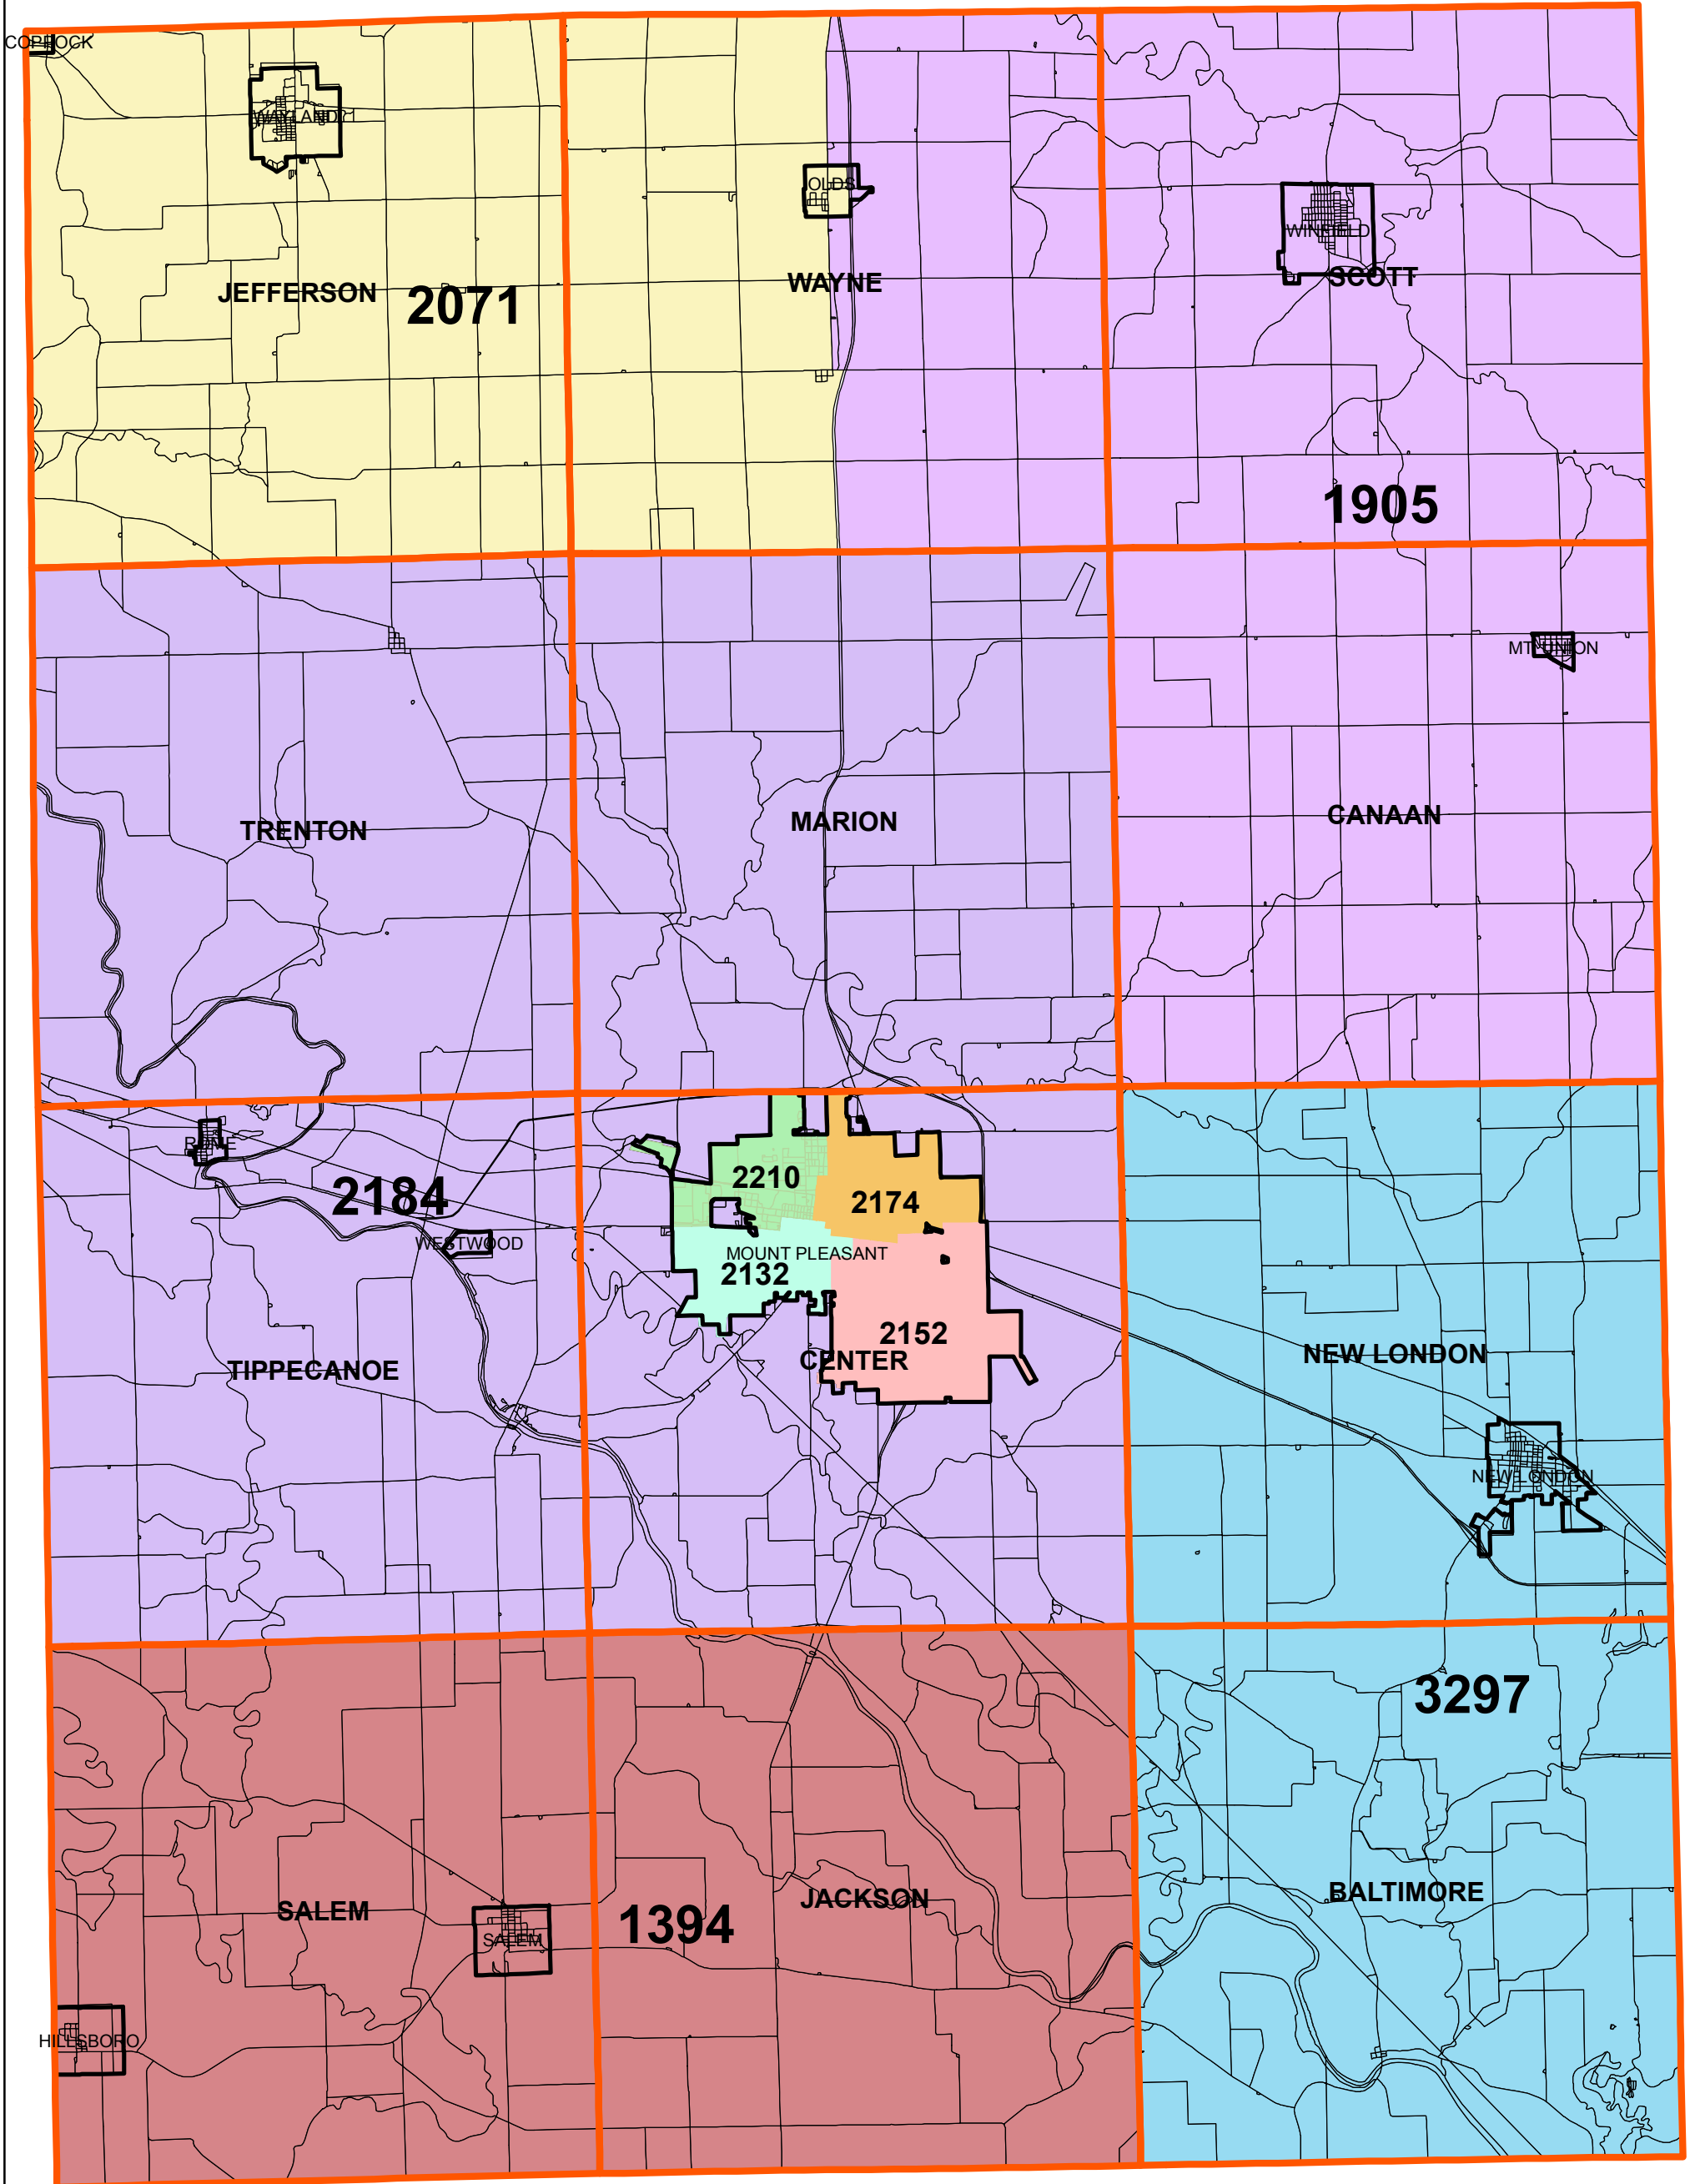 COPPOCK
WAYLAND
OLDS
WINFIELD
JEFFERSON
2071
WAYNE
SCOTT
1905
MT. UNION
TRENTON
MARION
CANAAN
ROME
2184
WESTWOOD
2210
2174
MOUNT PLEASANT
2132
2152
CENTER
TIPPECANOE
NEW LONDON
NEW LONDON
3297
SALEM
1394
JACKSON
BALTIMORE
SALEM
HILLSBORO